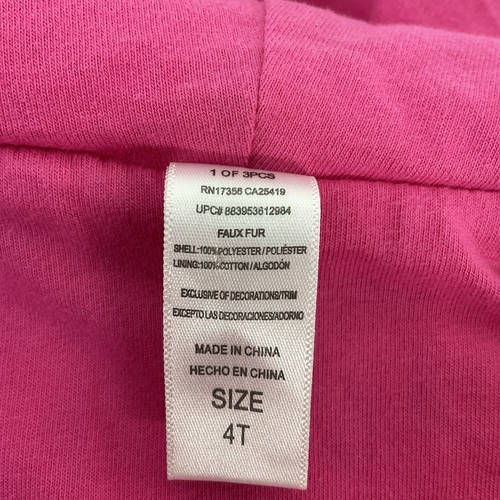 1 OF 3PCS
RN17356 CA25419
UPC# 883953612984
FAUX FUR
SHELL:100%POLYESTER / POLIÉSTER
LINING:100%COTTON / ALGODÓN
EXCLUSIVE OF DECORATIONS/TRIM
EXCEPTO LAS DECORACIONES/ADORNO
MADE IN CHINA
HECHO EN CHINA
SIZE
4T